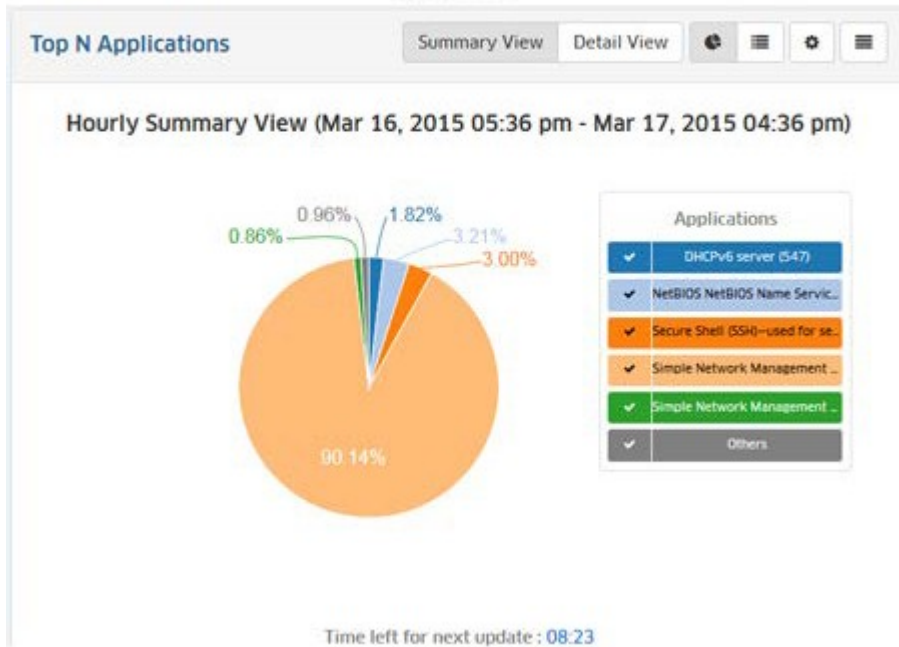 Top N Applications
Summary View Detail View
Hourly Summary View (Mar 16, 2015 05:36 pm - Mar 17, 2015 04:36 pm)
0.96%
1.82%
0.86%
3.21%
3.00%
90.14%
Applications
DHCPv6 server (547)
NetBIOS NetBIOS Name Servic...
Secure Shell (SSH)—used for se...
Simple Network Management ...
Simple Network Management ...
Others
Time left for next update : 08:23